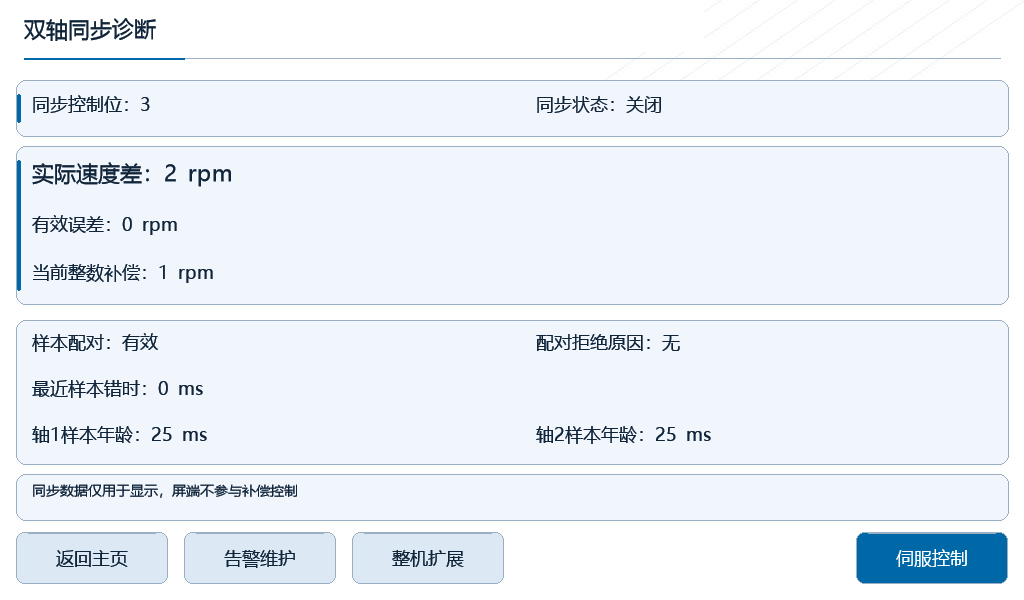 双轴同步诊断
同步控制位：3 同步状态：关闭
实际速度差：2 rpm
有效误差：0 rpm
当前整数补偿：1 rpm
样本配对：有效 配对拒绝原因：无
最近样本错时：0 ms
轴1样本年龄：25 ms 轴2样本年龄：25 ms
同步数据仅用于显示，屏端不参与补偿控制
返回主页 告警维护 整机扩展 伺服控制